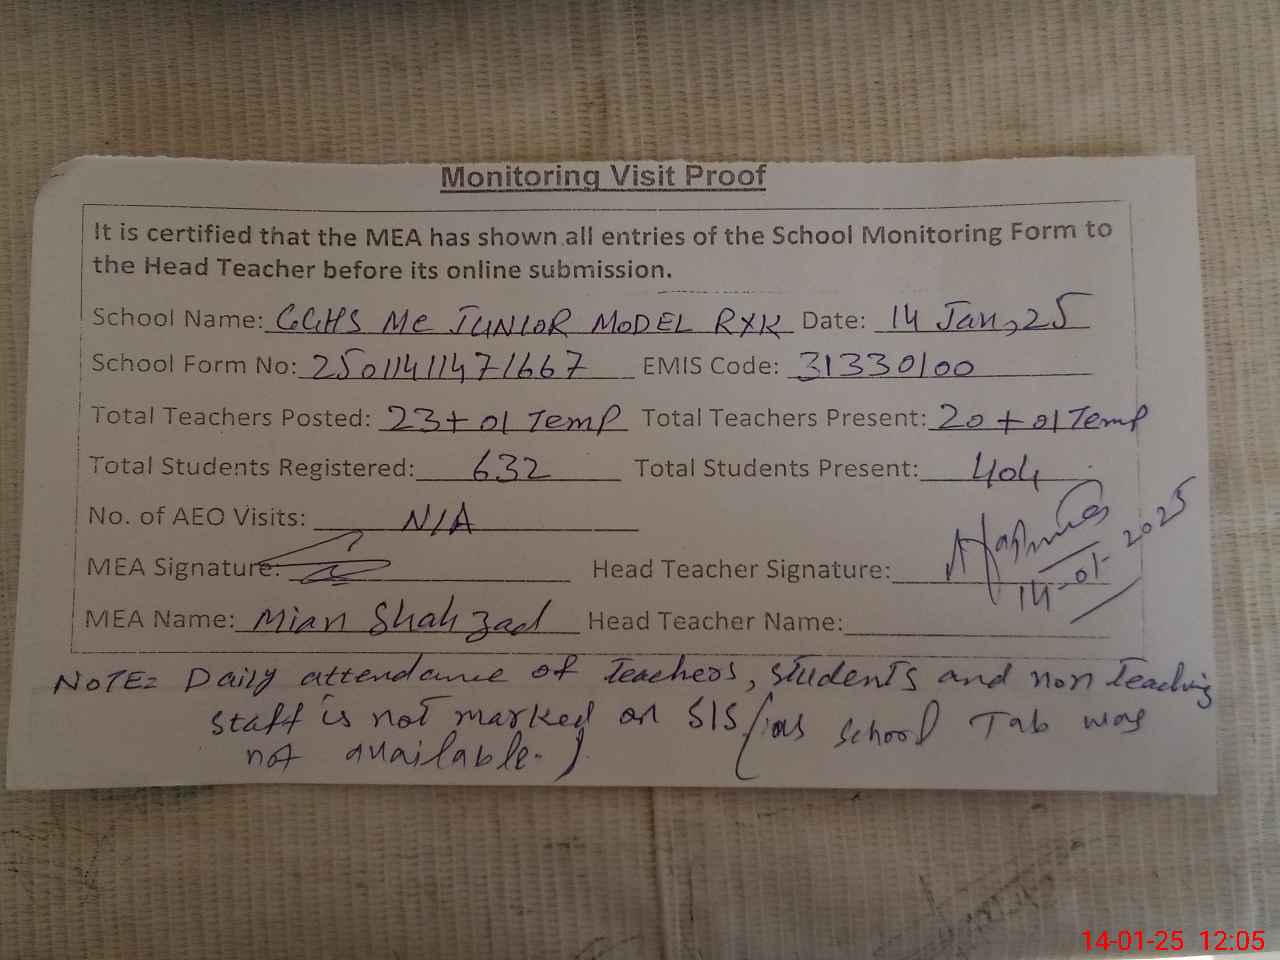 Monitoring Visit Proof
It is certified that the MEA has shown all entries of the School Monitoring Form to
the Head Teacher before its online submission.
School Name: GGHS MC JUNIOR MODEL RYK Date: 14 Jan, 25
School Form No: 25011411471667 EMIS Code: 31330100
Total Teachers Posted: 23+01 Temp Total Teachers Present: 20+01 Temp
Total Students Registered: 632 Total Students Present: 404
No. of AEO Visits: N/A
MEA Signature: Head Teacher Signature: 14-01-2025
MEA Name: Mian Shahzad Head Teacher Name:
NOTE= Daily attendance of Teachers, students and non Teaching
staff is not marked on SIS (as school Tab was
not available.)
14-01-25 12:05